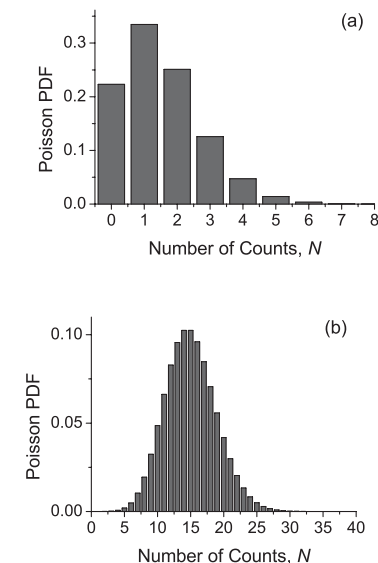 (a)
0.3
0.2
0.1
0.0
Poisson PDF
0 1 2 3 4 5 6 7 8
Number of Counts, N
(b)
0.10
0.05
0.00
Poisson PDF
0 5 10 15 20 25 30 35 40
Number of Counts, N